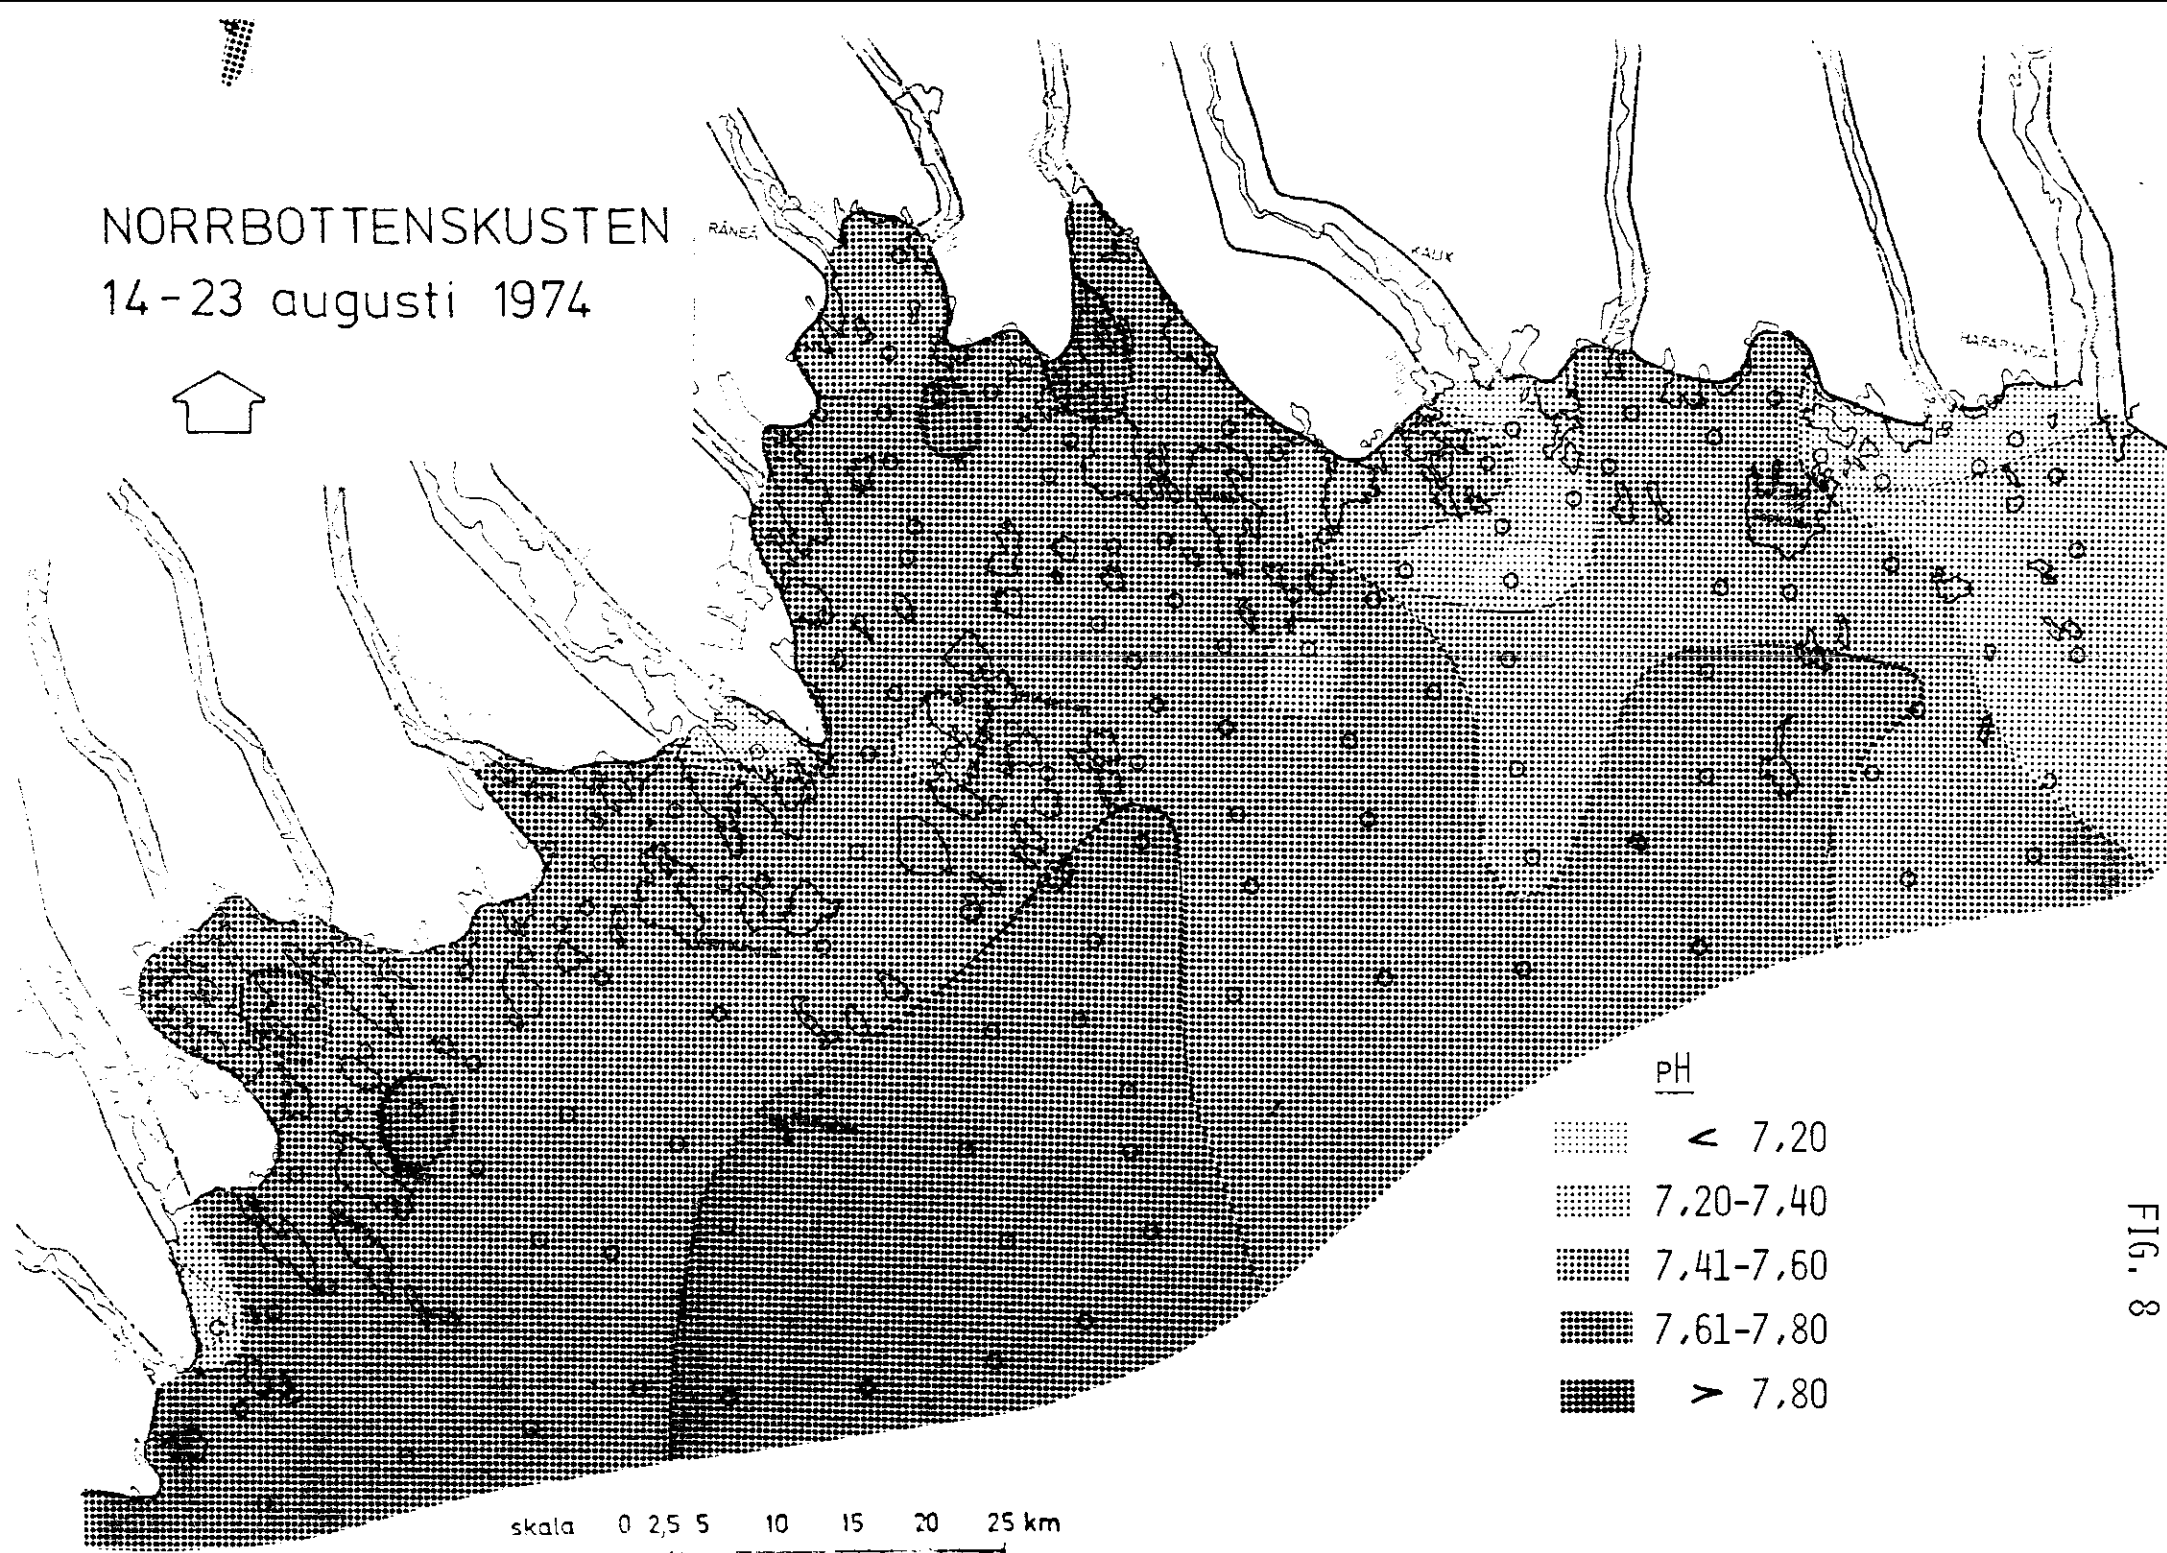 NORRBOTTENSKUSTEN
14-23 augusti 1974
RÅNEÅ
KALIX
HAPARANDA
pH
< 7,20
7,20-7,40
7,41-7,60
7,61-7,80
> 7,80
FIG. 8
skala 0 2,5 5 10 15 20 25 km